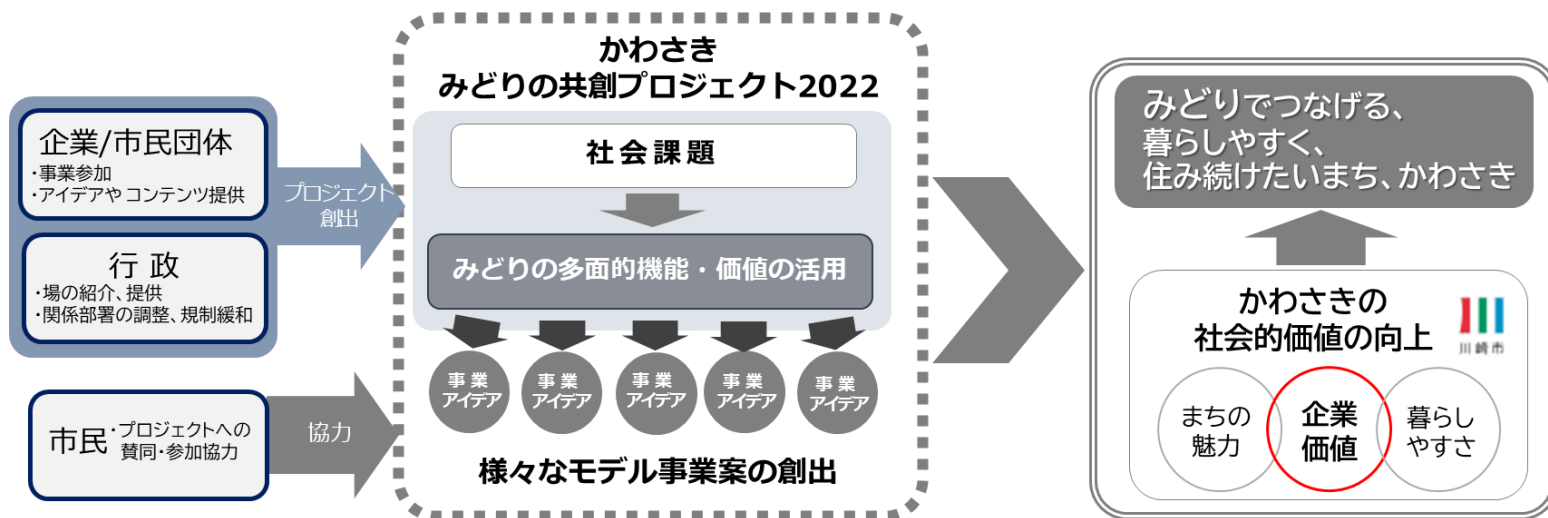 企業/市民団体
・事業参加
・アイデアや コンテンツ提供
行 政
・場の紹介、提供
・関係部署の調整、規制緩和
プロジェクト
創出
市民
・プロジェクトへの
賛同・参加協力
協力
かわさき
みどりの共創プロジェクト2022
社会課題
みどりの多面的機能・価値の活用
事業
アイデア
事業
アイデア
事業
アイデア
事業
アイデア
事業
アイデア
様々なモデル事業案の創出
みどりでつなげる、
暮らしやすく、
住み続けたいまち、かわさき
かわさきの
社会的価値の向上
川崎市
まちの
魅力
企業
価値
暮らし
やすさ